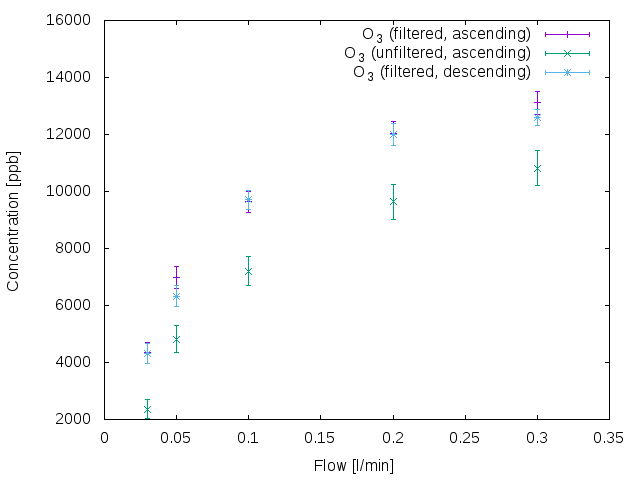 16000
14000
12000
10000
8000
6000
4000
2000
0 0.05 0.1 0.15 0.2 0.25 0.3 0.35
Concentration [ppb]
Flow [l/min]
O3 (filtered, ascending)
O3 (unfiltered, ascending)
O3 (filtered, descending)